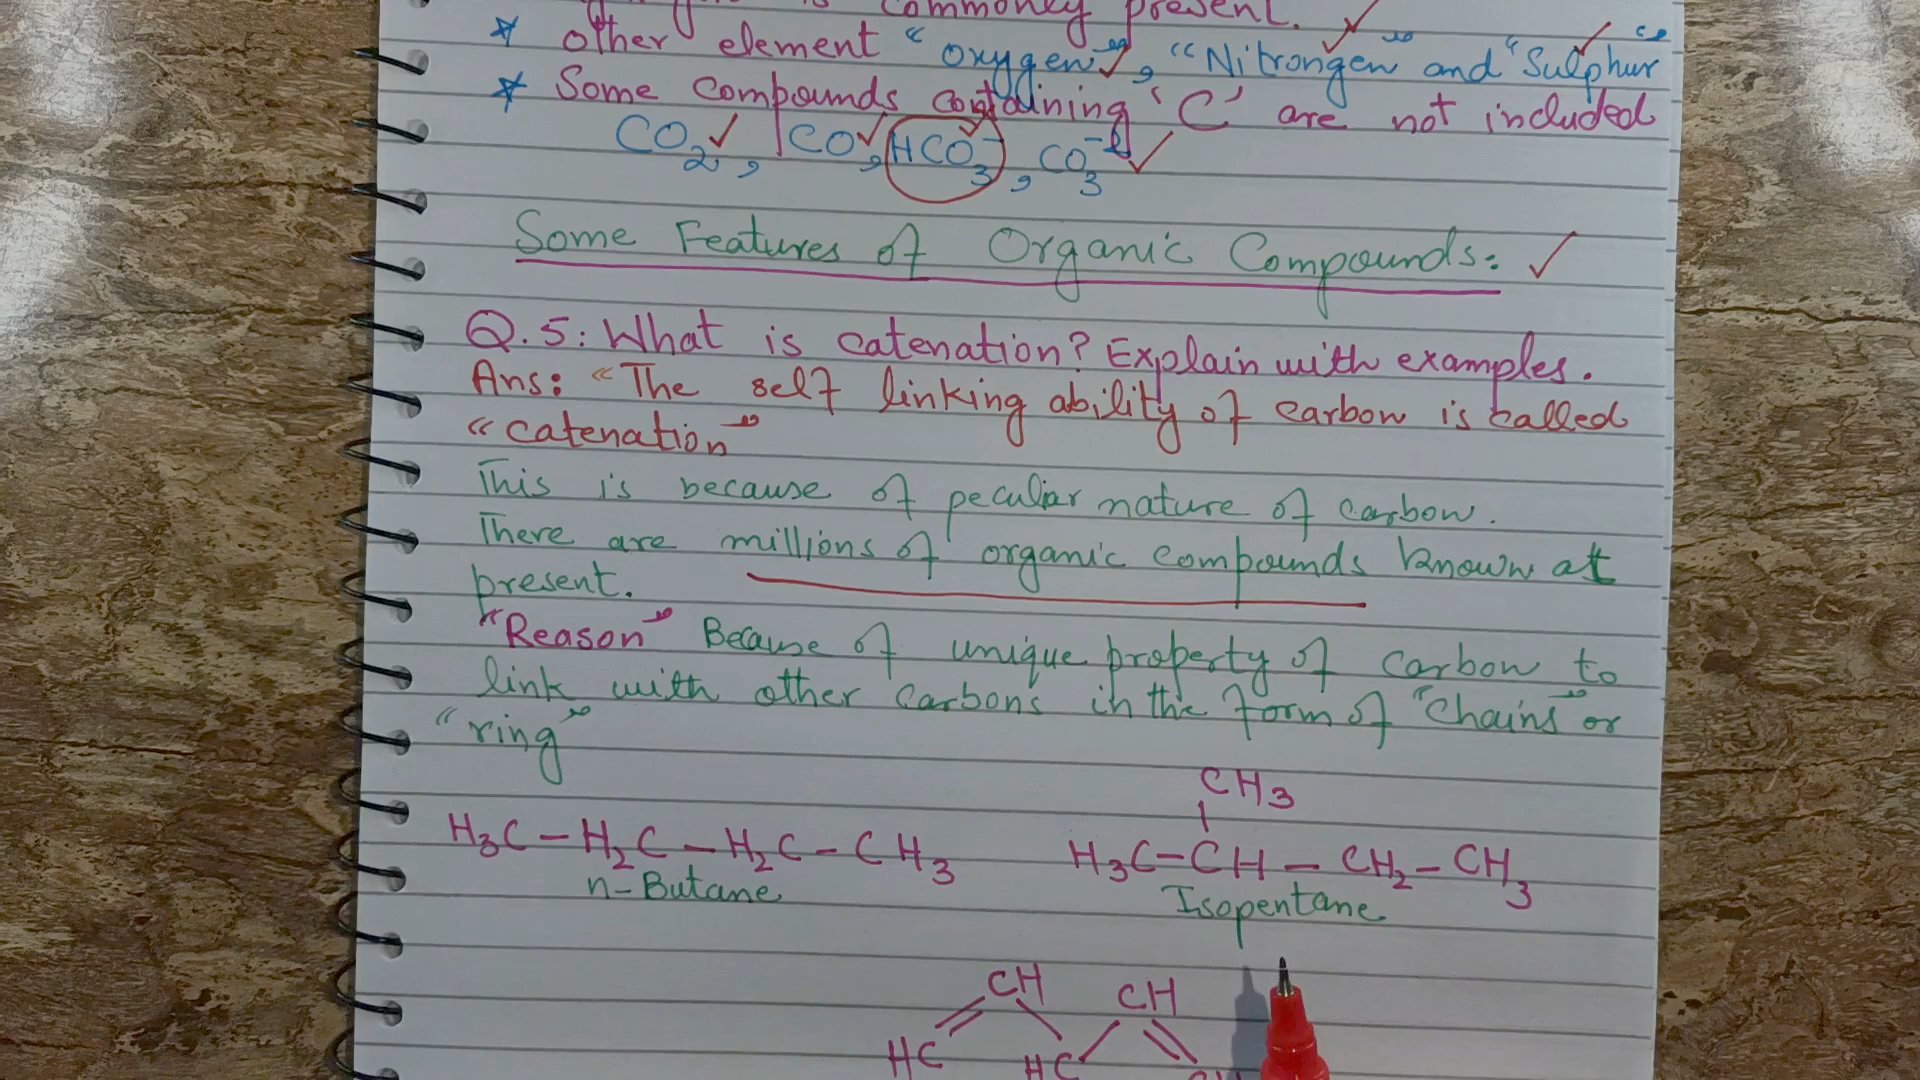 is commonly present.
* other element "oxygen", "Nitrongen" and "Sulphur"
* Some compounds containing 'C' are not included
CO2, CO, HCO3-, CO3-2
Some Features of Organic Compounds:
Q.5: What is catenation? Explain with examples.
Ans: "The self linking ability of carbon is called
"catenation"
This is because of peculiar nature of carbon.
There are millions of organic compounds known at
present.
"Reason" Because of unique property of carbon to
link with other carbons in the form of "Chains" or
"ring"
CH3
H3C-H2C-H2C-CH3
H3C-CH-CH2-CH3
n-Butane
Isopentane
CH CH
HC HC